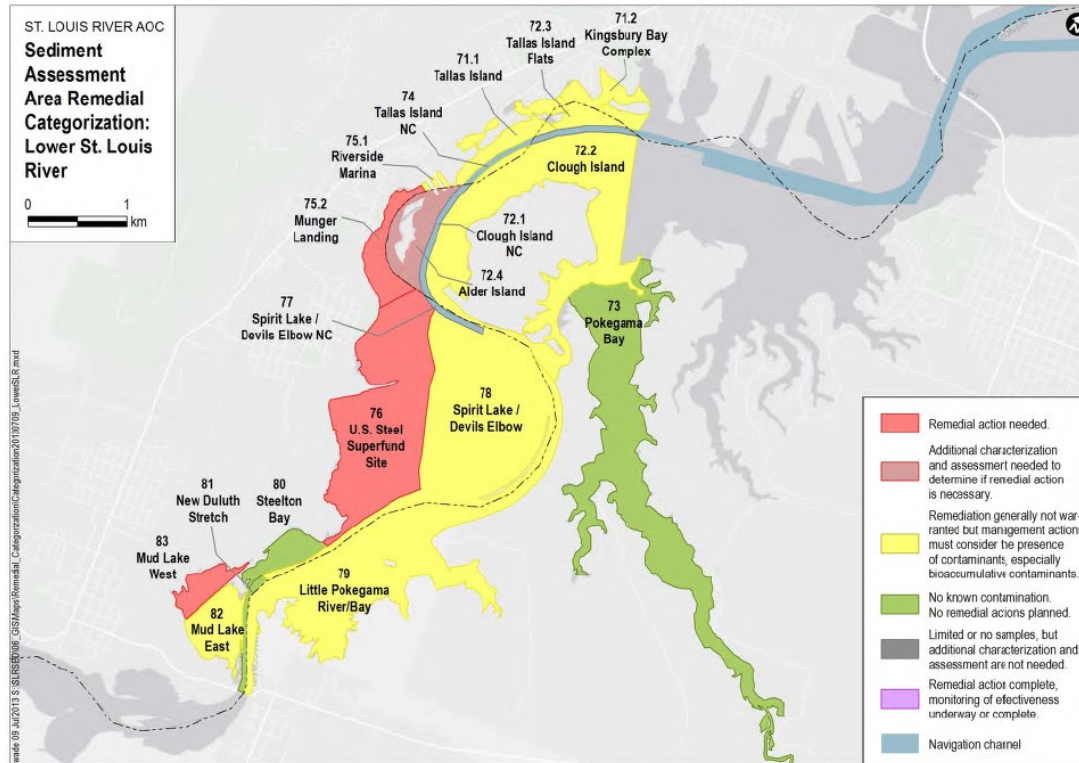 ST. LOUIS RIVER AOC
Sediment
Assessment
Area Remedial
Categorization:
Lower St. Louis
River
0 1
km
71.2
Kingsbury Bay
Complex
72.3
Tallas Island
Flats
71.1
Tallas Island
74
Tallas Island
NC
75.1
Riverside
Marina
72.2
Clough Island
75.2
Munger
Landing
72.1
Clough Island
NC
72.4
Alder Island
77
Spirit Lake /
Devils Elbow NC
73
Pokegama
Bay
78
Spirit Lake /
Devils Elbow
76
U.S. Steel
Superfund
Site
81
New Duluth
Stretch
80
Steelton
Bay
83
Mud Lake
West
79
Little Pokegama
River/Bay
82
Mud Lake
East
Remedial action needed.
Additional characterization
and assessment needed to
determine if remedial action
is necessary.
Remediation generally not war-
ranted but management actions
must consider the presence
of contaminants, especially
bioaccumulative contaminants.
No known contamination.
No remedial actions planned.
Limited or no samples, but
additional characterization and
assessment are not needed.
Remedial action complete,
monitoring of effectiveness
underway or complete.
Navigation channel